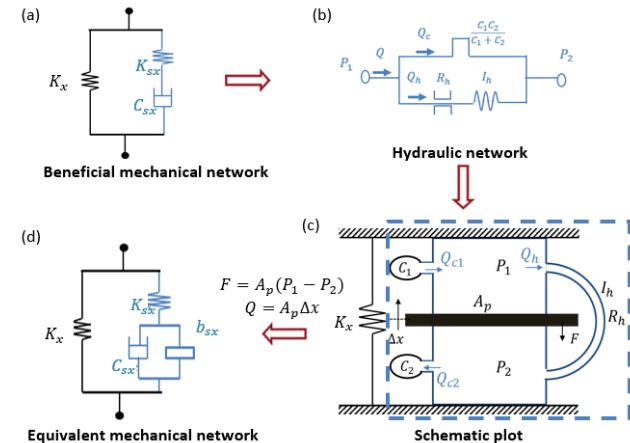 (a)
K_x
K_sx
C_sx
Beneficial mechanical network
(b)
P_1
Q
Q_c
C_1C_2
C_1 + C_2
P_2
Q_h
R_h
I_h
Hydraulic network
(c)
Q_c1
C_1
P_1
Q_h
I_h
R_h
A_p
K_x
Δx
F
C_2
Q_c2
P_2
Schematic plot
(d)
F = A_p(P_1 − P_2)
Q = A_pΔx
K_x
K_sx
b_sx
C_sx
Equivalent mechanical network